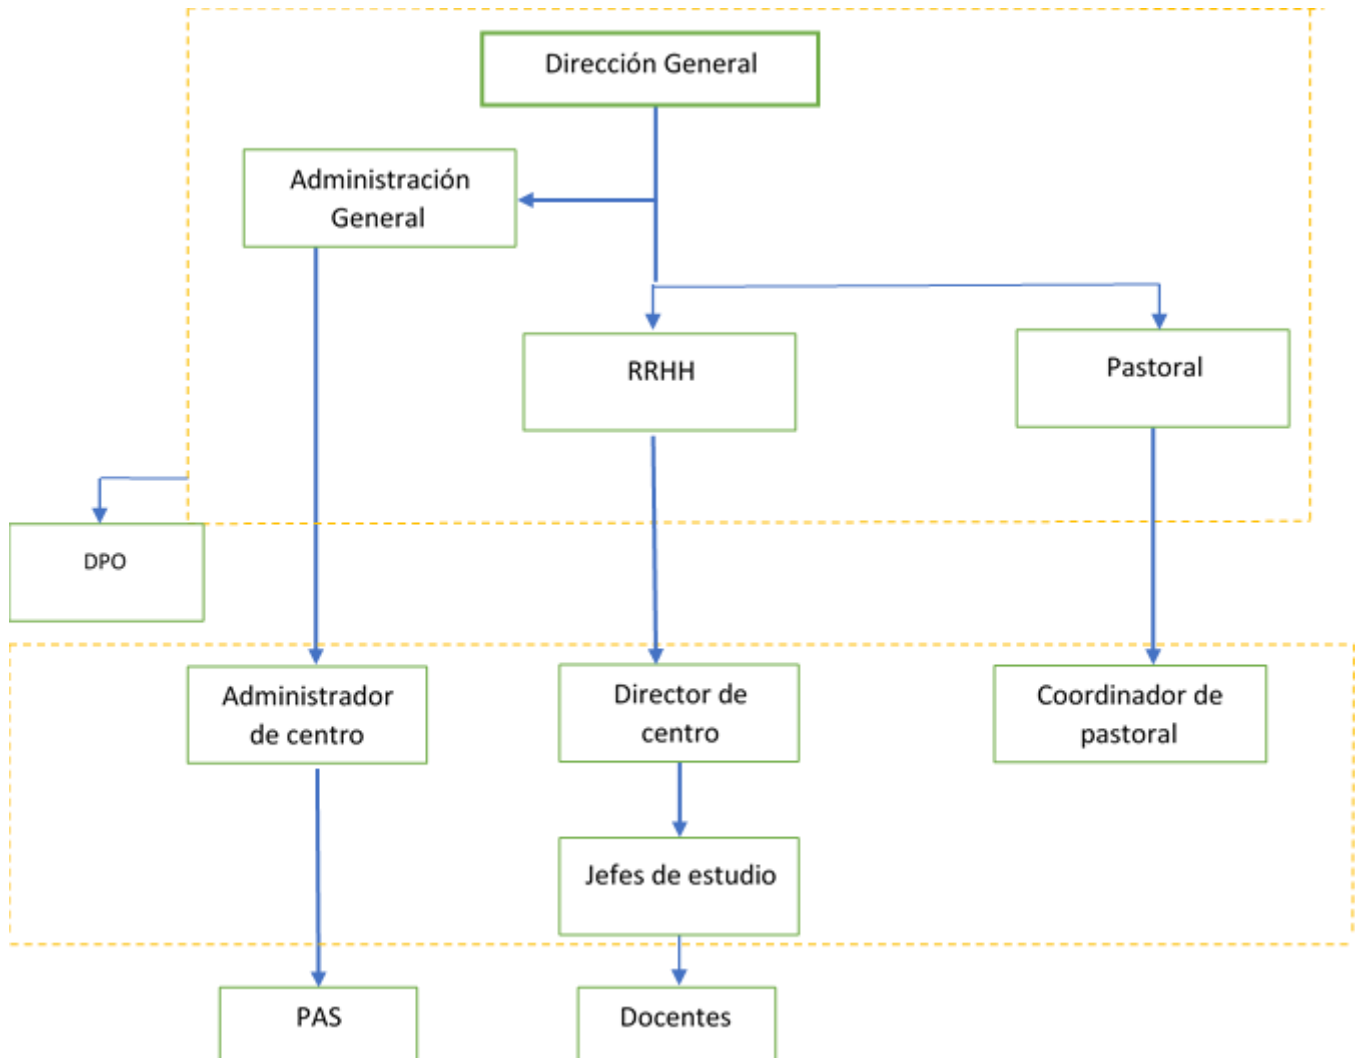 Dirección General
Administración
General
RRHH
Pastoral
DPO
Administrador
de centro
Director de
centro
Coordinador de
pastoral
Jefes de estudio
PAS
Docentes